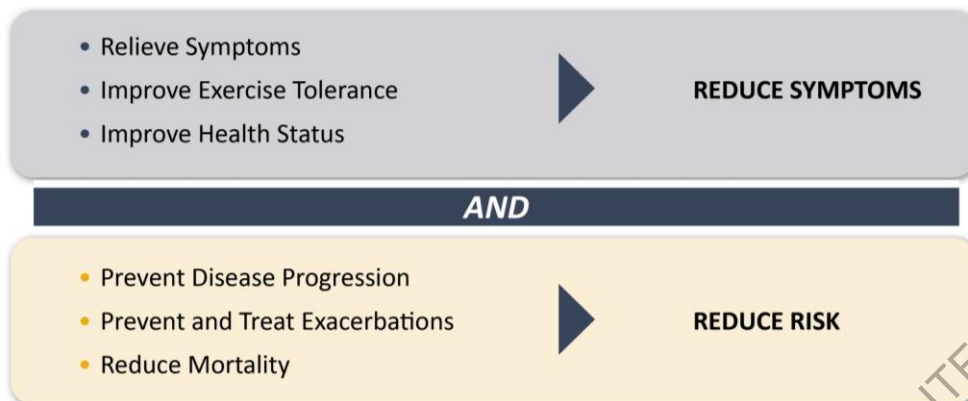 • Relieve Symptoms
• Improve Exercise Tolerance
• Improve Health Status
REDUCE SYMPTOMS
AND
• Prevent Disease Progression
• Prevent and Treat Exacerbations
• Reduce Mortality
REDUCE RISK